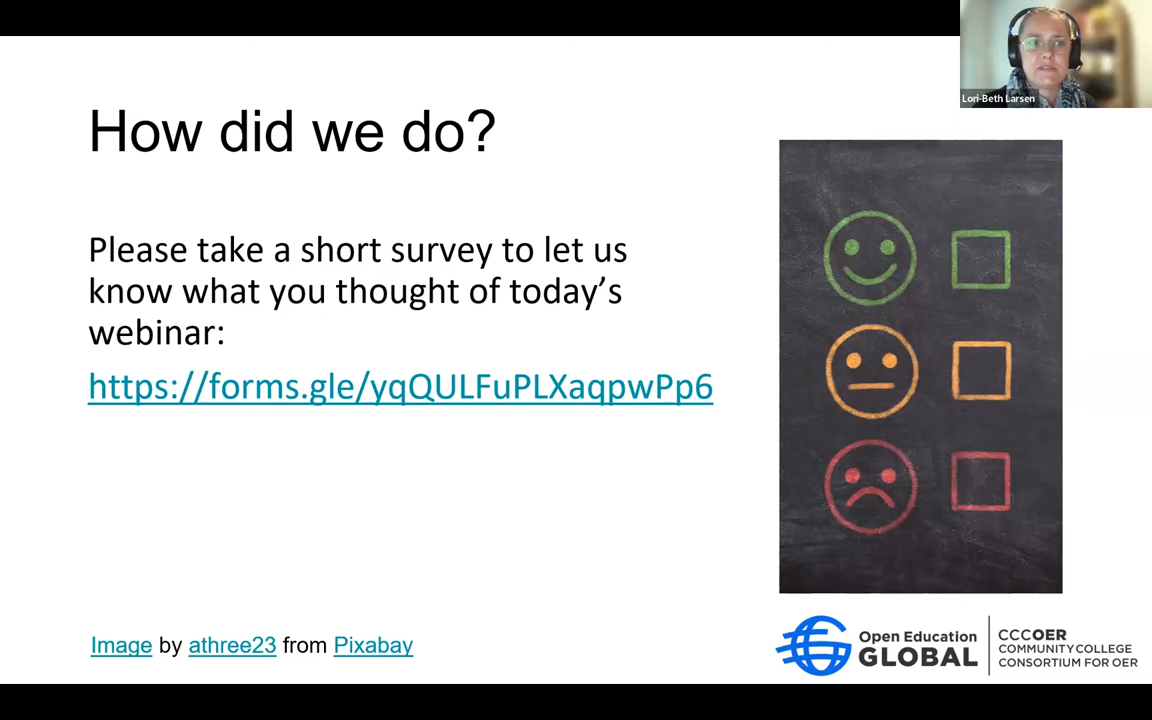 Lori-Beth Larsen
How did we do?
Please take a short survey to let us
know what you thought of today’s
webinar:
https://forms.gle/yqQULFuPLXaqpwPp6
Image by athree23 from Pixabay
Open Education
GLOBAL
CCCOER
COMMUNITY COLLEGE
CONSORTIUM FOR OER